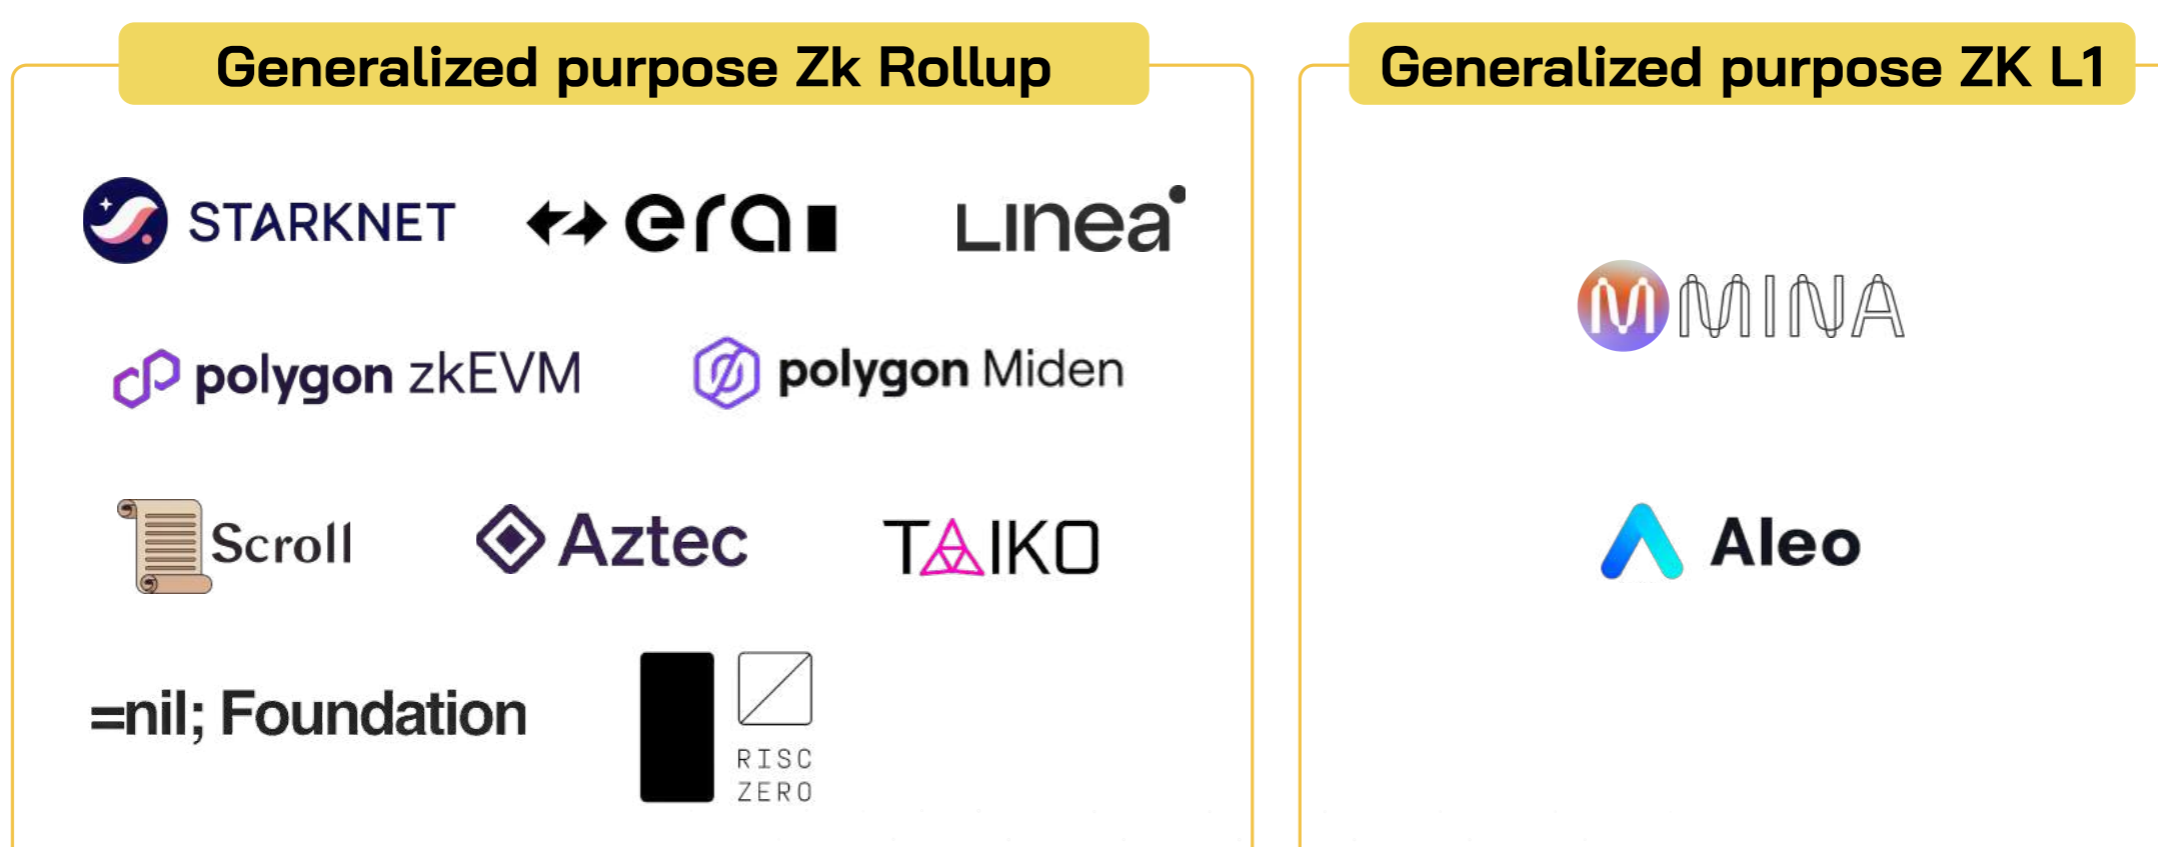 Generalized purpose Zk Rollup
STARKNET
era
Linea
polygon zkEVM
polygon Miden
Scroll
Aztec
TAIKO
=nil; Foundation
RISC
ZERO
Generalized purpose ZK L1
MINA
Aleo